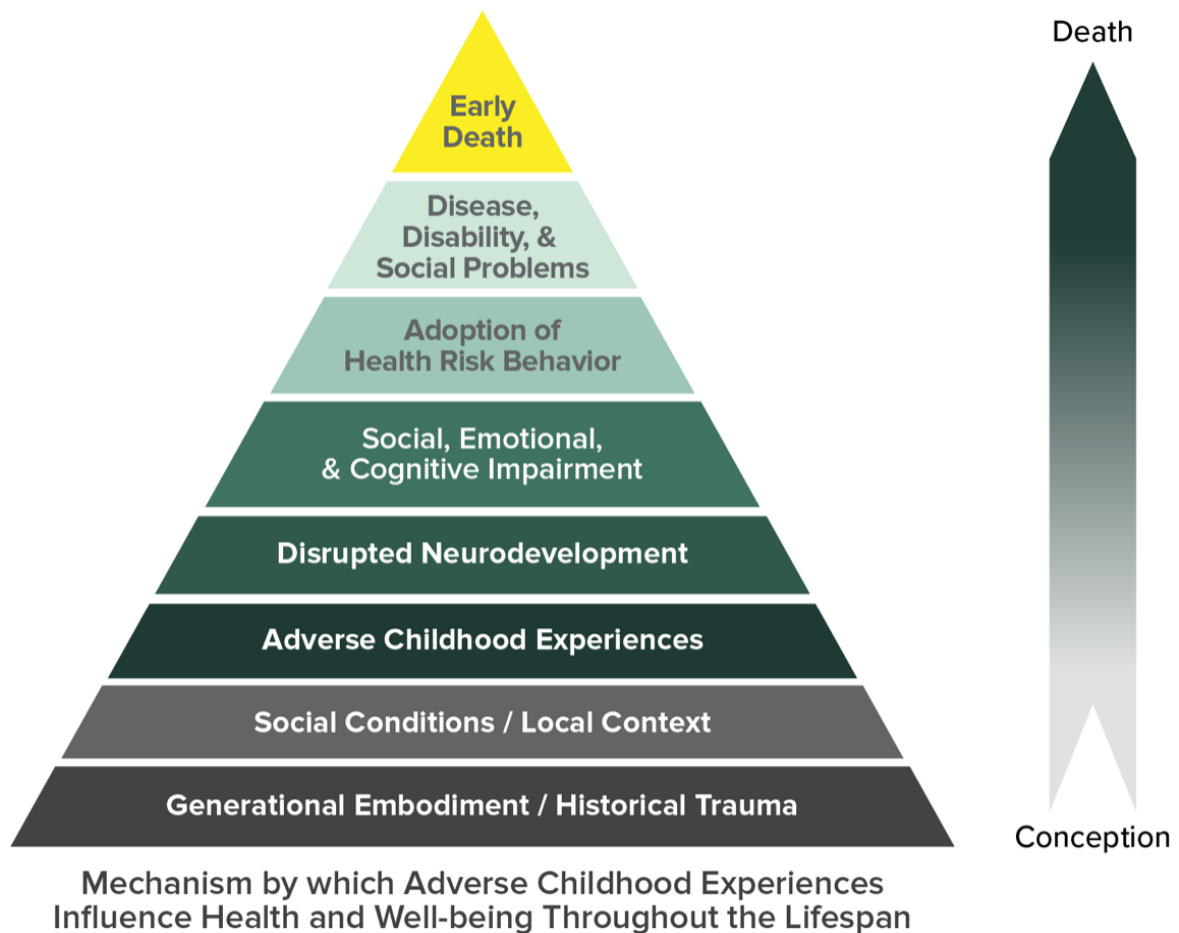 Death
Early
Death
Disease,
Disability, &
Social Problems
Adoption of
Health Risk Behavior
Social, Emotional,
& Cognitive Impairment
Disrupted Neurodevelopment
Adverse Childhood Experiences
Social Conditions / Local Context
Generational Embodiment / Historical Trauma
Conception
Mechanism by which Adverse Childhood Experiences
Influence Health and Well-being Throughout the Lifespan